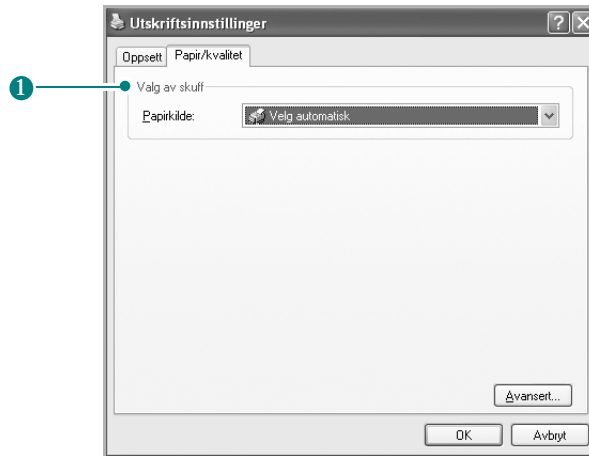 Utskriftsinnstillinger
Oppsett Papir/kvalitet
1 Valg av skuff
Papirkilde: Velg automatisk
Avansert...
OK Avbryt